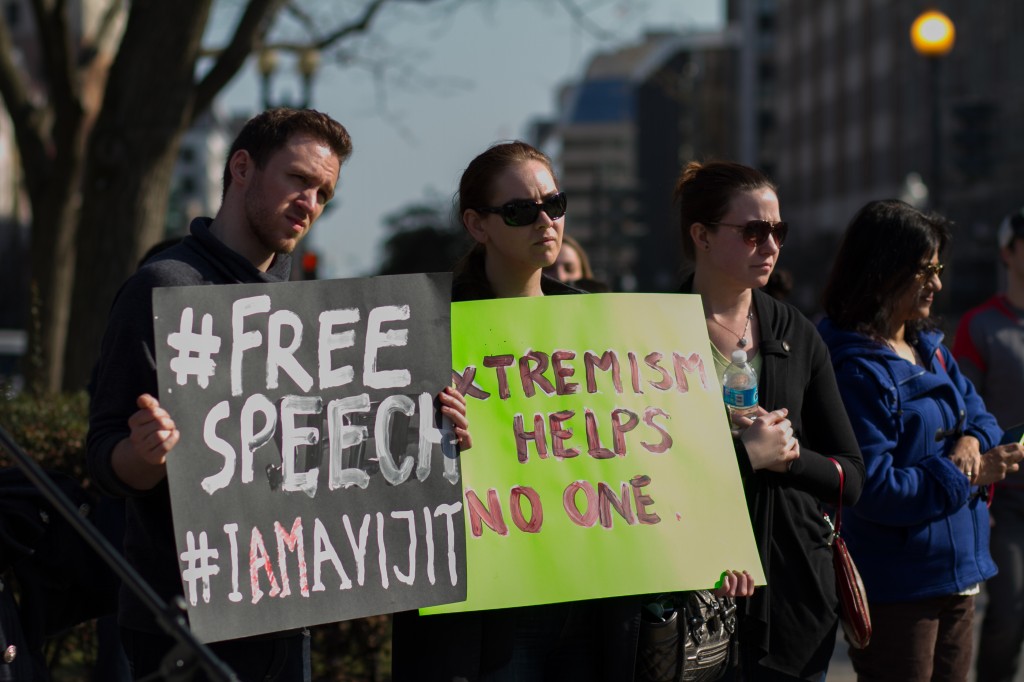 #FREE
SPEECH
#IAMAVIJIT
XTREMISM
HELPS
NO ONE.